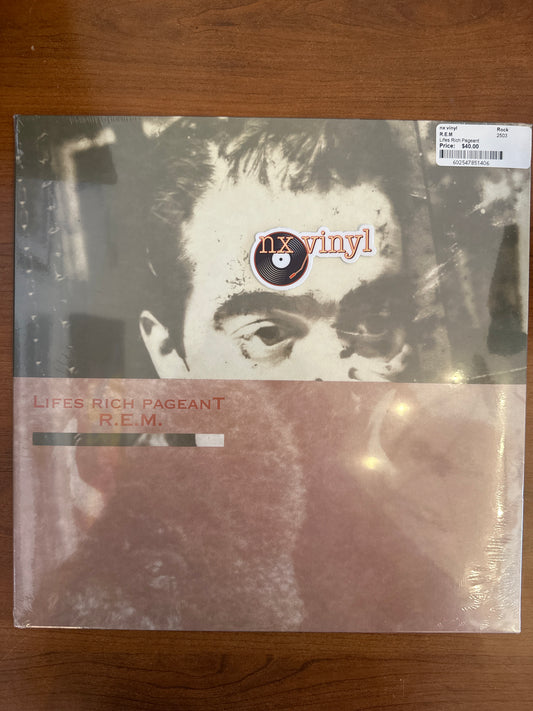 nx vinyl Rock
R.E.M 2503
Lifes Rich Pageant
Price: $40.00
602547851406
nx vinyl
LIFES RICH PAGEANT
R.E.M.